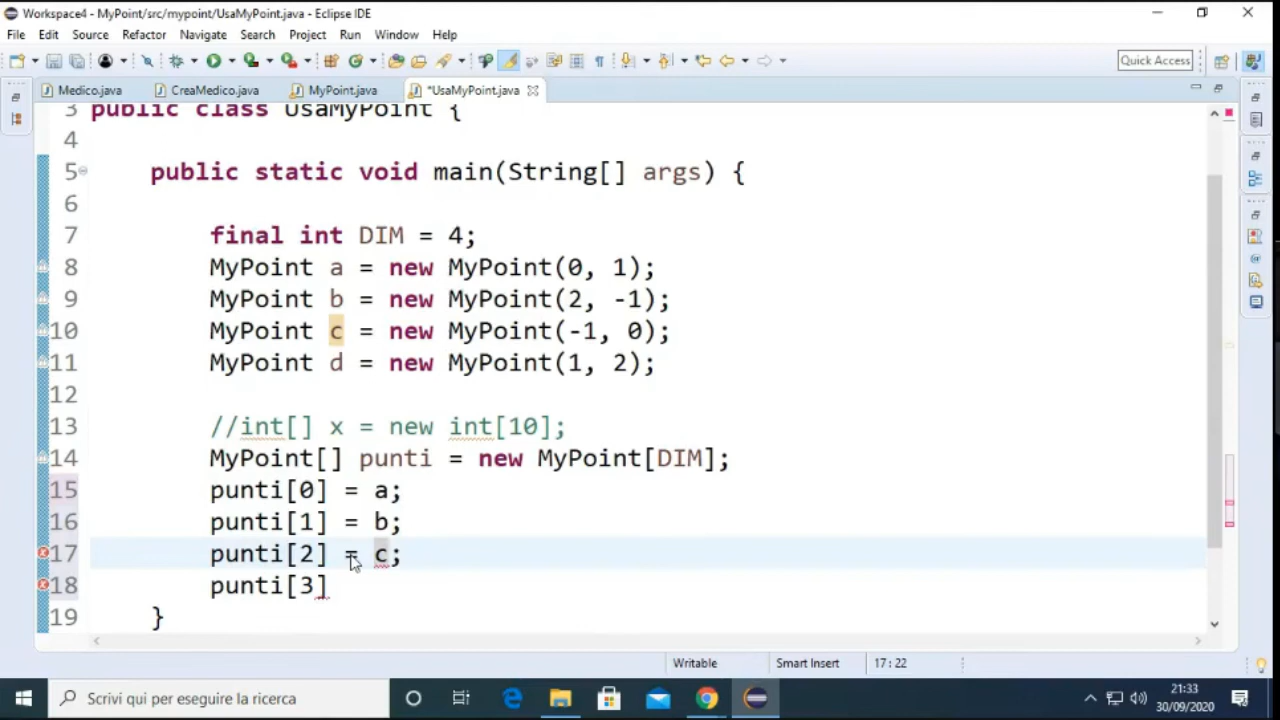 Workspace4 - MyPoint/src/mypoint/UsaMyPoint.java - Eclipse IDE
File Edit Source Refactor Navigate Search Project Run Window Help
Quick Access
Medico.java CreaMedico.java MyPoint.java *UsaMyPoint.java
3 public class UsaMyPoint {
4
5 public static void main(String[] args) {
6
7 final int DIM = 4;
8 MyPoint a = new MyPoint(0, 1);
9 MyPoint b = new MyPoint(2, -1);
10 MyPoint c = new MyPoint(-1, 0);
11 MyPoint d = new MyPoint(1, 2);
12
13 //int[] x = new int[10];
14 MyPoint[] punti = new MyPoint[DIM];
15 punti[0] = a;
16 punti[1] = b;
17 punti[2] = c;
18 punti[3]
19 }
Writable Smart Insert 17 : 22
Scrivi qui per eseguire la ricerca
21:33
30/09/2020